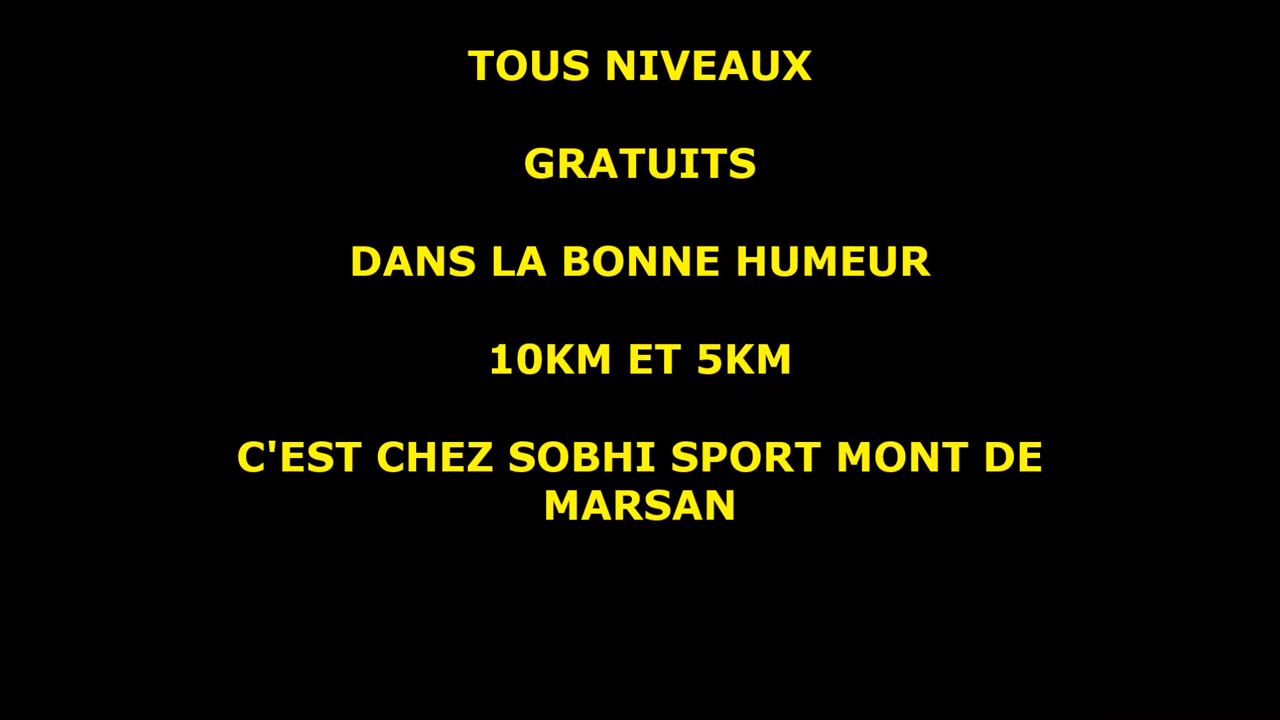 TOUS NIVEAUX
GRATUITS
DANS LA BONNE HUMEUR
10KM ET 5KM
C'EST CHEZ SOBHI SPORT MONT DE
MARSAN